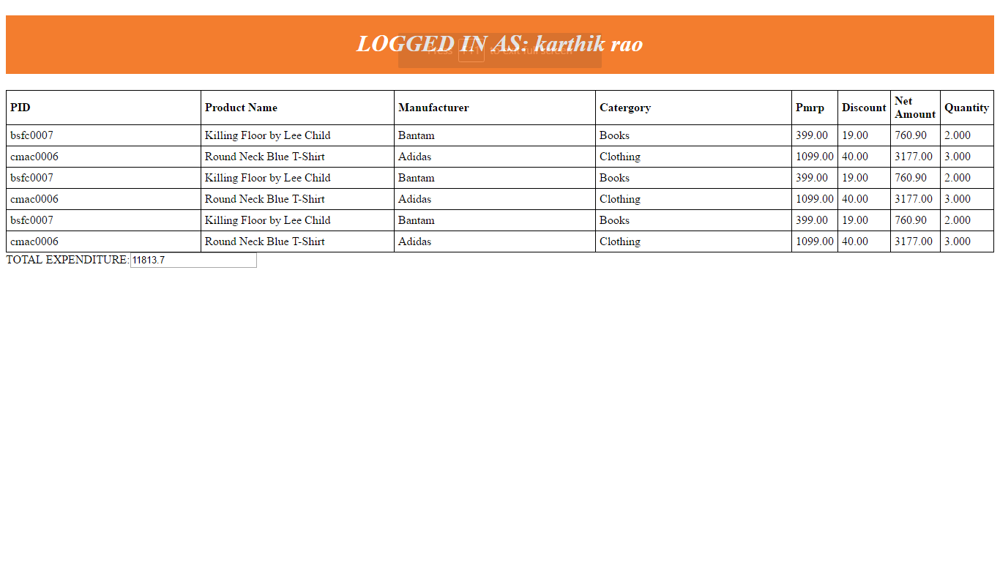 LOGGED IN AS: karthik rao
Press F11 to exit full screen
PID Product Name Manufacturer Catergory Pmrp Discount Net Amount Quantity
bsfc0007 Killing Floor by Lee Child Bantam Books 399.00 19.00 760.90 2.000
cmac0006 Round Neck Blue T-Shirt Adidas Clothing 1099.00 40.00 3177.00 3.000
bsfc0007 Killing Floor by Lee Child Bantam Books 399.00 19.00 760.90 2.000
cmac0006 Round Neck Blue T-Shirt Adidas Clothing 1099.00 40.00 3177.00 3.000
bsfc0007 Killing Floor by Lee Child Bantam Books 399.00 19.00 760.90 2.000
cmac0006 Round Neck Blue T-Shirt Adidas Clothing 1099.00 40.00 3177.00 3.000
TOTAL EXPENDITURE: 11813.7